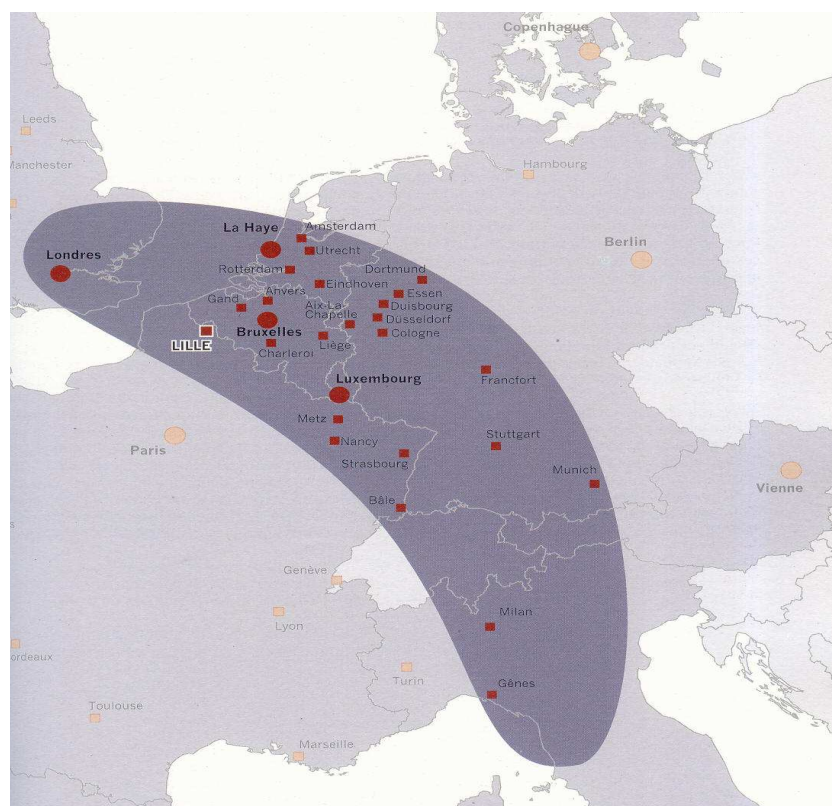 Copenhague
Leeds
Manchester
Hambourg
La Haye
Amsterdam
Berlin
Utrecht
Londres
Rotterdam
Dortmund
Eindhoven
Anvers
Essen
Gand
Aix-La-
Chapelle
Duisbourg
Düsseldorf
Bruxelles
Cologne
LILLE
Liège
Charleroi
Luxembourg
Francfort
Metz
Paris
Nancy
Stuttgart
Strasbourg
Munich
Vienne
Bâle
Genève
Milan
Lyon
ordeaux
Turin
Gênes
Toulouse
Marseille